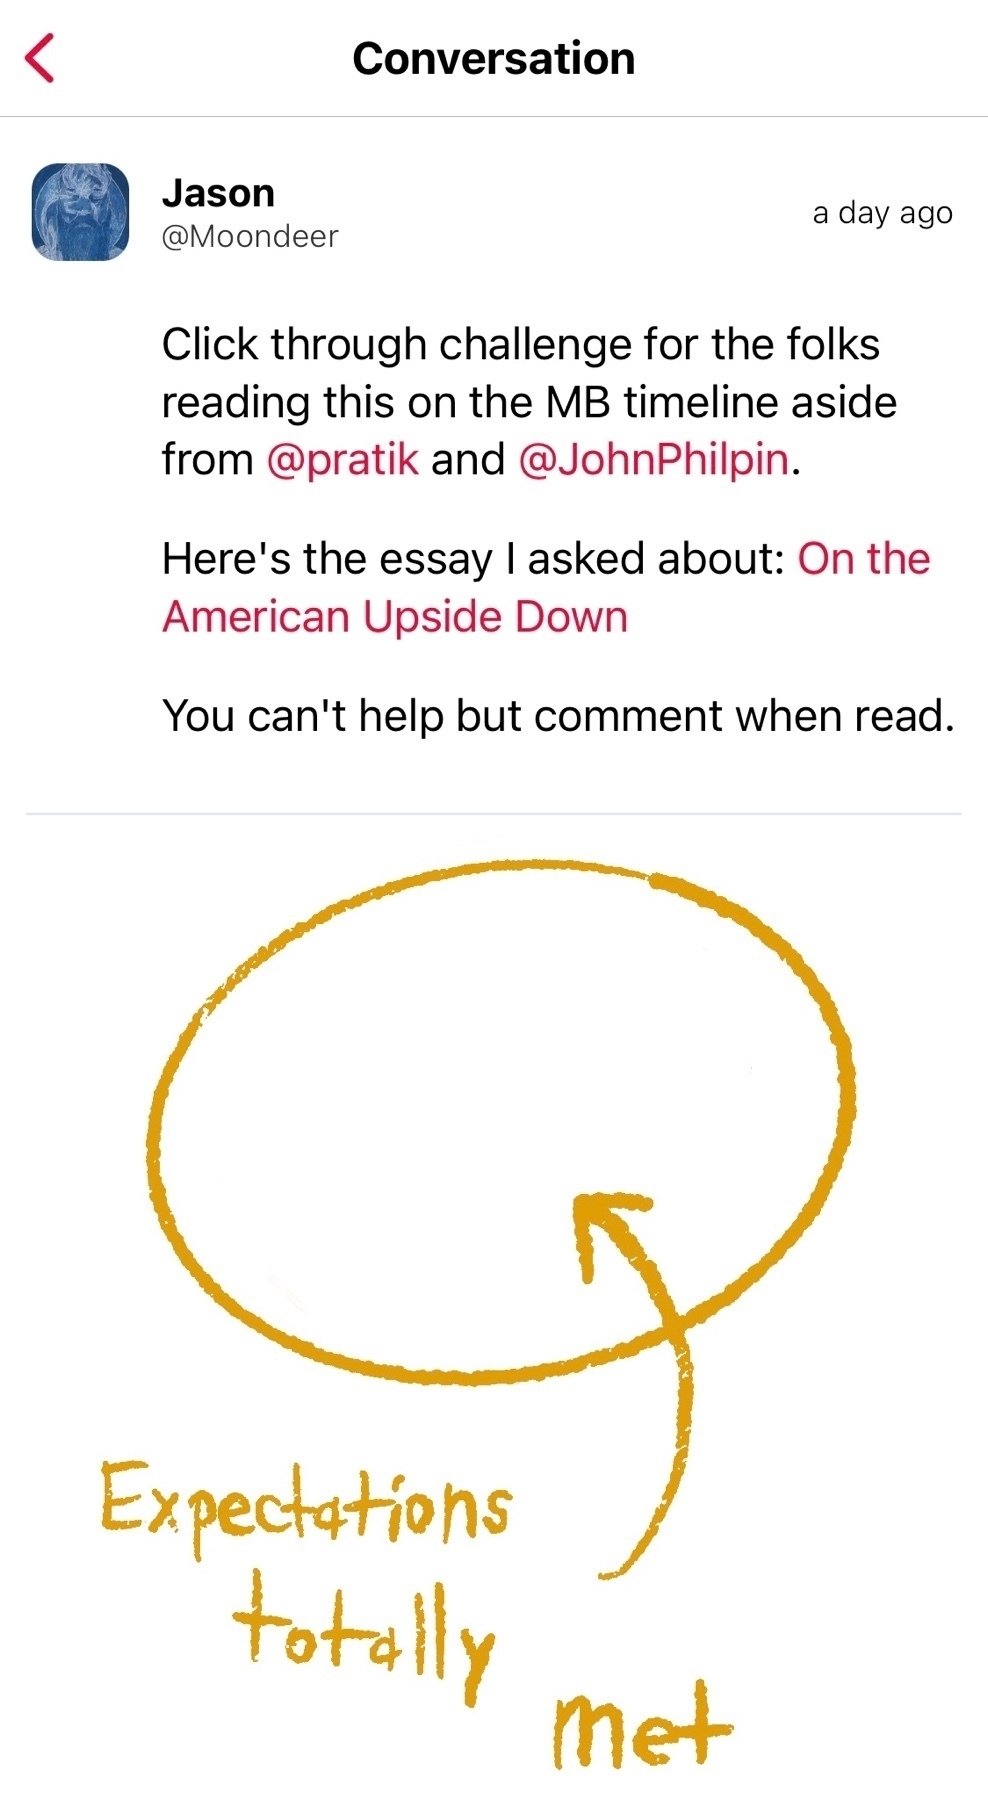 Conversation
Jason
@Moondeer
a day ago
Click through challenge for the folks
reading this on the MB timeline aside
from @pratik and @JohnPhilpin.
Here's the essay I asked about: On the
American Upside Down
You can't help but comment when read.
Expectations
totally
met